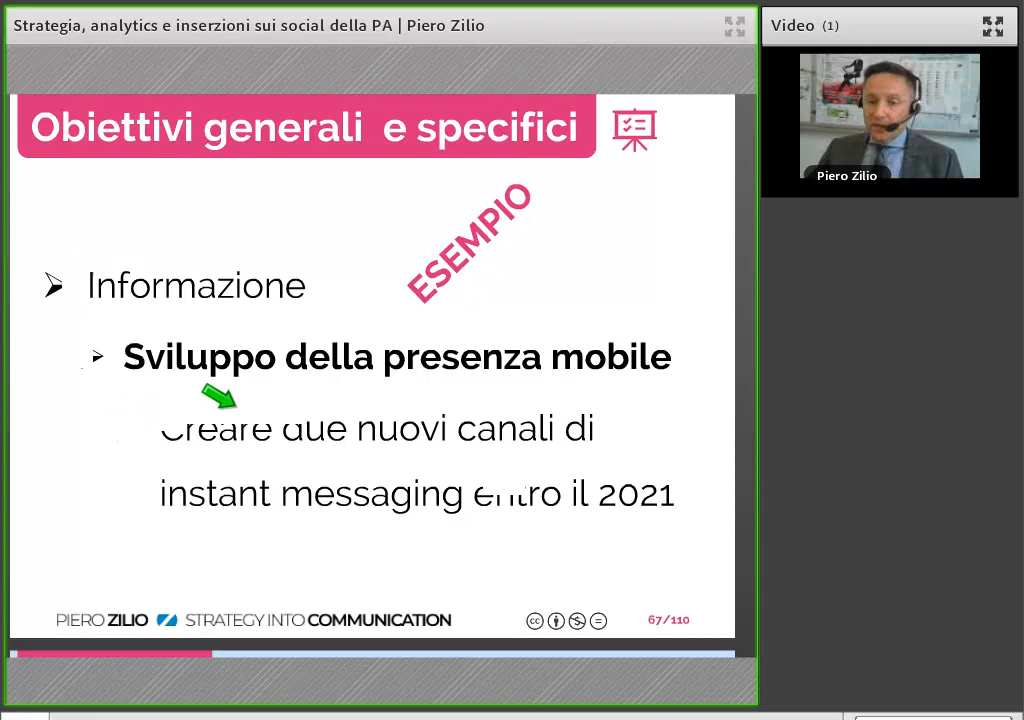 Strategia, analytics e inserzioni sui social della PA | Piero Zilio
Video (1)
Piero Zilio
Obiettivi generali e specifici
ESEMPIO
Informazione
Sviluppo della presenza mobile
Creare due nuovi canali di
instant messaging entro il 2021
PIERO ZILIO STRATEGY INTO COMMUNICATION
cc
67/110